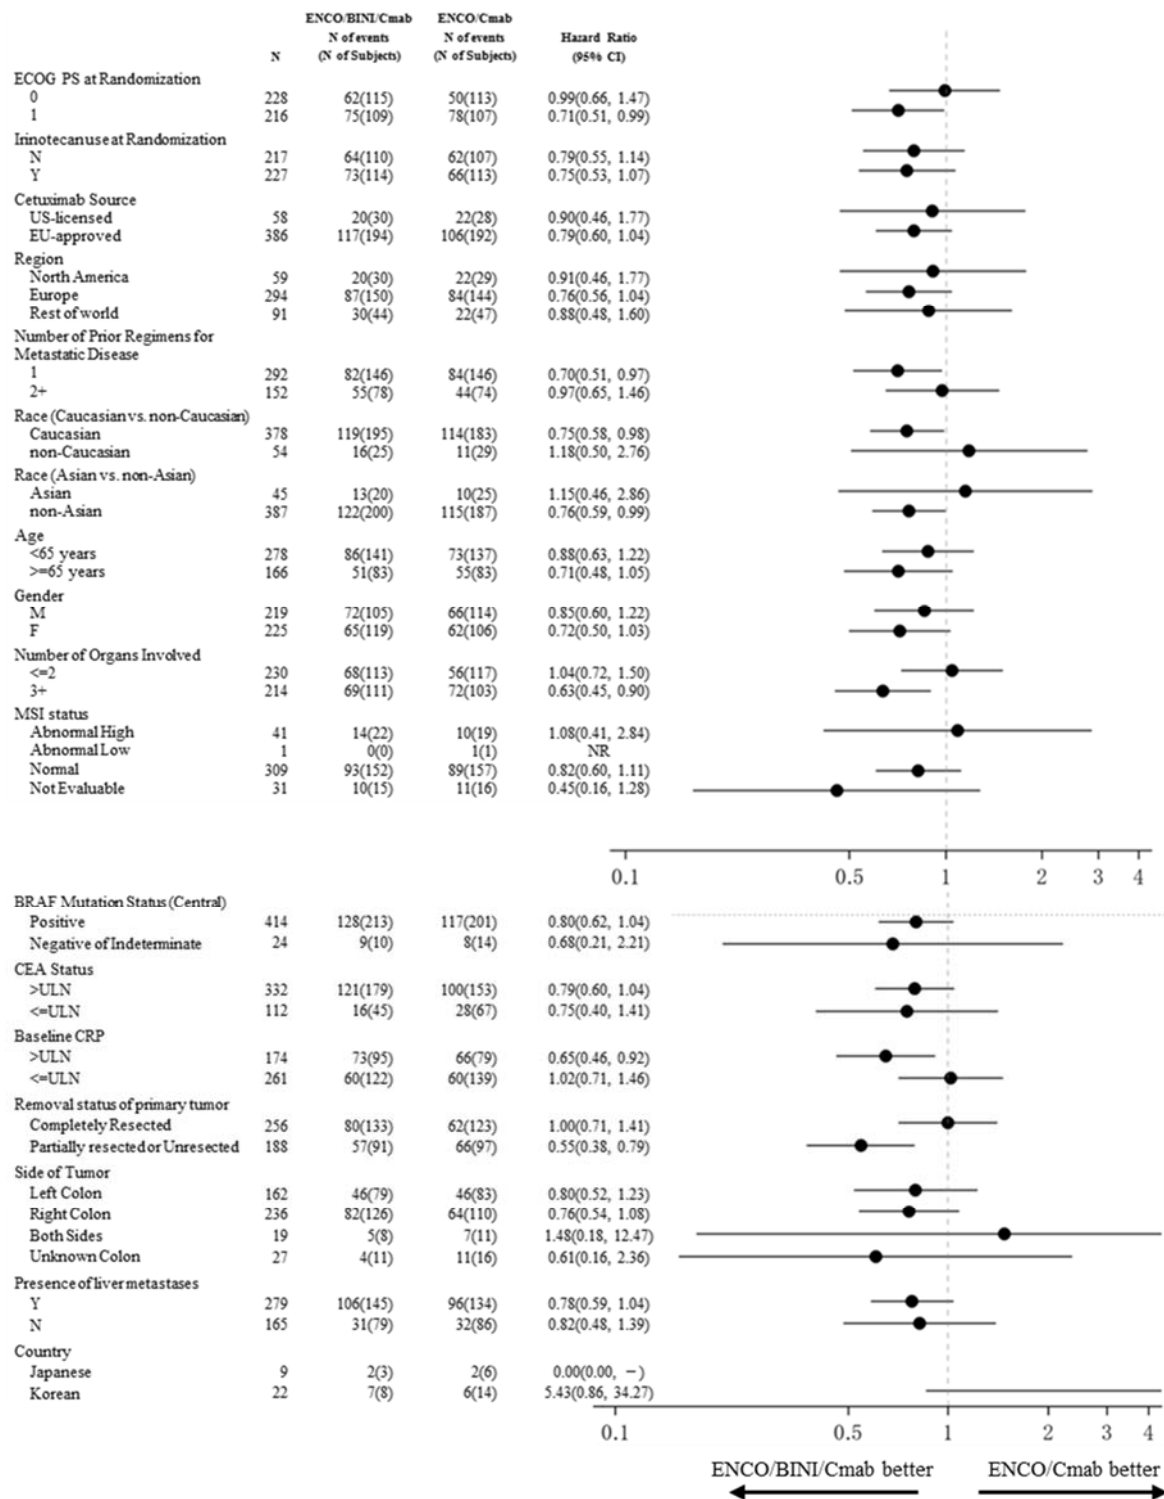 ENCO/BINI/Cmab ENCO/Cmab
N of events N of events Hazard Ratio
N (N of Subjects) (N of Subjects) (95% CI)
ECOG PS at Randomization
0 228 62(115) 50(113) 0.99(0.66, 1.47)
1 216 75(109) 78(107) 0.71(0.51, 0.99)
Irinotecan use at Randomization
N 217 64(110) 62(107) 0.79(0.55, 1.14)
Y 227 73(114) 66(113) 0.75(0.53, 1.07)
Cetuximab Source
US-licensed 58 20(30) 22(28) 0.90(0.46, 1.77)
EU-approved 386 117(194) 106(192) 0.79(0.60, 1.04)
Region
North America 59 20(30) 22(29) 0.91(0.46, 1.77)
Europe 294 87(150) 84(144) 0.76(0.56, 1.04)
Rest of world 91 30(44) 22(47) 0.88(0.48, 1.60)
Number of Prior Regimens for
Metastatic Disease
1 292 82(146) 84(146) 0.70(0.51, 0.97)
2+ 152 55(78) 44(74) 0.97(0.65, 1.46)
Race (Caucasian vs. non-Caucasian)
Caucasian 378 119(195) 114(183) 0.75(0.58, 0.98)
non-Caucasian 54 16(25) 11(29) 1.18(0.50, 2.76)
Race (Asian vs. non-Asian)
Asian 45 13(20) 10(25) 1.15(0.46, 2.86)
non-Asian 387 122(200) 115(187) 0.76(0.59, 0.99)
Age
<65 years 278 86(141) 73(137) 0.88(0.63, 1.22)
>=65 years 166 51(83) 55(83) 0.71(0.48, 1.05)
Gender
M 219 72(105) 66(114) 0.85(0.60, 1.22)
F 225 65(119) 62(106) 0.72(0.50, 1.03)
Number of Organs Involved
<=2 230 68(113) 56(117) 1.04(0.72, 1.50)
3+ 214 69(111) 72(103) 0.63(0.45, 0.90)
MSI status
Abnormal High 41 14(22) 10(19) 1.08(0.41, 2.84)
Abnormal Low 1 0(0) 1(1) NR
Normal 309 93(152) 89(157) 0.82(0.60, 1.11)
Not Evaluable 31 10(15) 11(16) 0.45(0.16, 1.28)
0.1 0.5 1 2 3 4
BRAF Mutation Status (Central)
Positive 414 128(213) 117(201) 0.80(0.62, 1.04)
Negative of Indeterminate 24 9(10) 8(14) 0.68(0.21, 2.21)
CEA Status
>ULN 332 121(179) 100(153) 0.79(0.60, 1.04)
<=ULN 112 16(45) 28(67) 0.75(0.40, 1.41)
Baseline CRP
>ULN 174 73(95) 66(79) 0.65(0.46, 0.92)
<=ULN 261 60(122) 60(139) 1.02(0.71, 1.46)
Removal status of primary tumor
Completely Resected 256 80(133) 62(123) 1.00(0.71, 1.41)
Partially resected or Unresected 188 57(91) 66(97) 0.55(0.38, 0.79)
Side of Tumor
Left Colon 162 46(79) 46(83) 0.80(0.52, 1.23)
Right Colon 236 82(126) 64(110) 0.76(0.54, 1.08)
Both Sides 19 5(8) 7(11) 1.48(0.18, 12.47)
Unknown Colon 27 4(11) 11(16) 0.61(0.16, 2.36)
Presence of liver metastases
Y 279 106(145) 96(134) 0.78(0.59, 1.04)
N 165 31(79) 32(86) 0.82(0.48, 1.39)
Country
Japanese 9 2(3) 2(6) 0.00(0.00, −)
Korean 22 7(8) 6(14) 5.43(0.86, 34.27)
0.1 0.5 1 2 3 4
ENCO/BINI/Cmab better ENCO/Cmab better